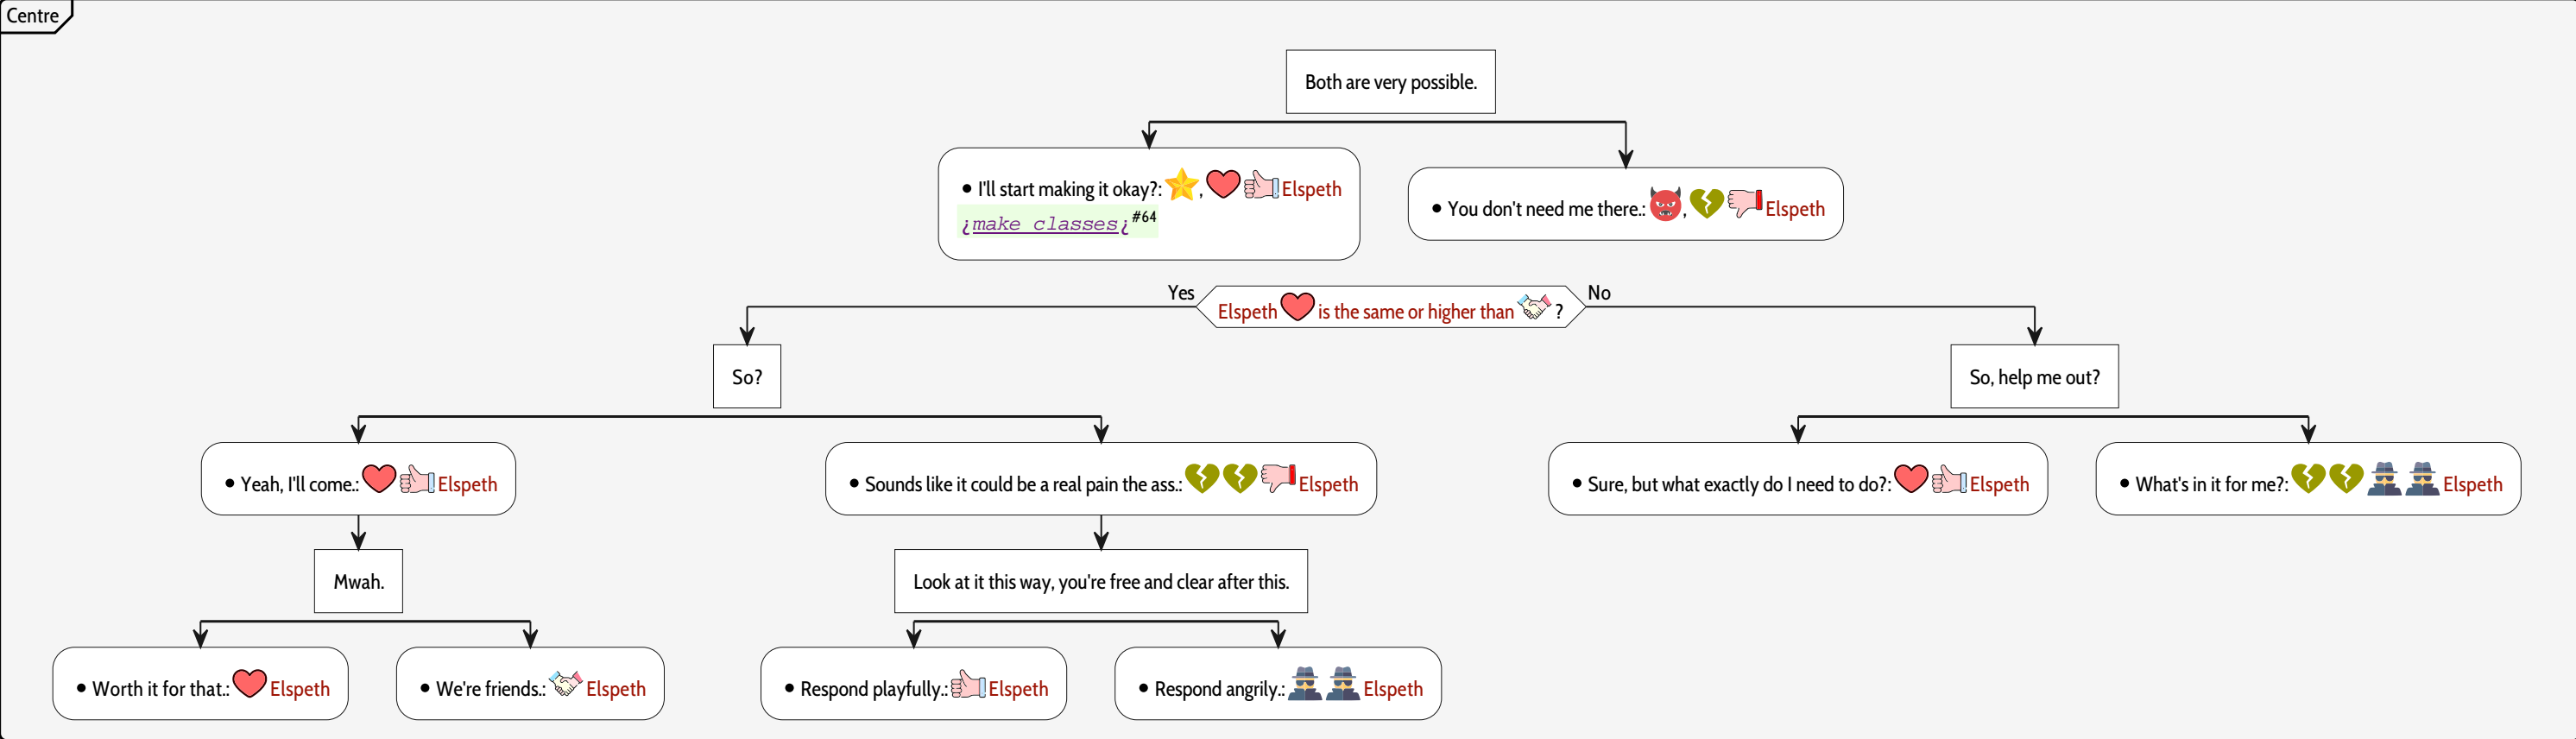 Centre
Both are very possible.
• I'll start making it okay?: ⭐, ❤👍 Elspeth
¿make classes¿#64
• You don't need me there.: 👿, 💔👎 Elspeth
Yes
Elspeth ❤ is the same or higher than 🤝 ?
No
So?
So, help me out?
• Yeah, I'll come.: ❤👍 Elspeth
• Sounds like it could be a real pain the ass.: 💔💔👎 Elspeth
• Sure, but what exactly do I need to do?: ❤👍 Elspeth
• What's in it for me?: 💔💔🕵🕵 Elspeth
Mwah.
Look at it this way, you're free and clear after this.
• Worth it for that.: ❤ Elspeth
• We're friends.: 🤝 Elspeth
• Respond playfully.: 👍 Elspeth
• Respond angrily.: 🕵🕵 Elspeth